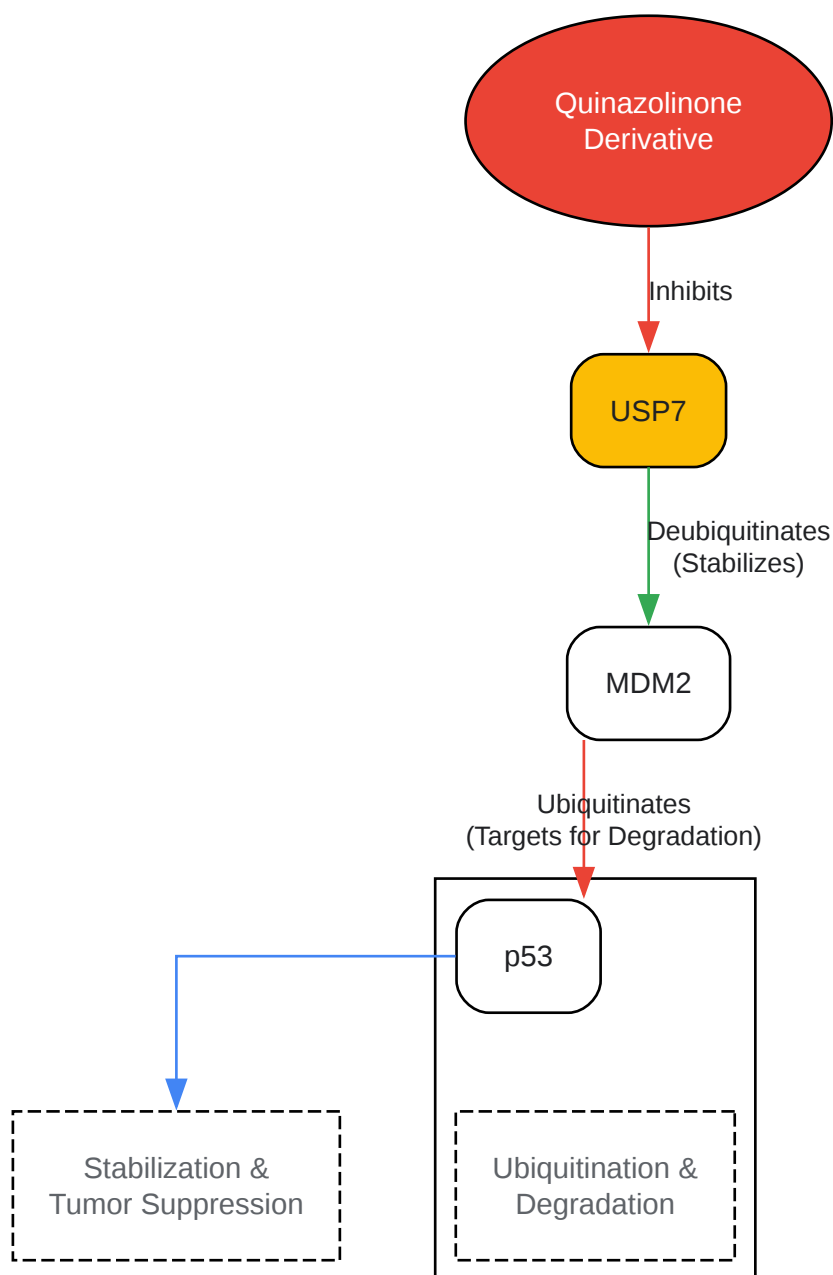 Quinazolinone
Derivative
Inhibits
USP7
Deubiquitinates
(Stabilizes)
MDM2
Ubiquitinates
(Targets for Degradation)
p53
Stabilization &
Tumor Suppression
Ubiquitination &
Degradation